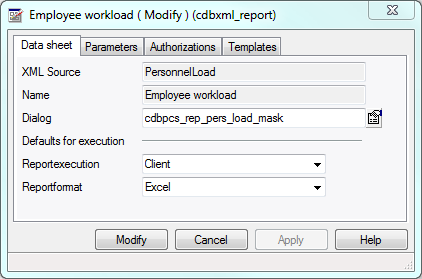 Employee workload ( Modify ) (cdbxml_report)
Data sheet Parameters Authorizations Templates
XML Source PersonnelLoad
Name Employee workload
Dialog cdbpcs_rep_pers_load_mask
Defaults for execution
Reportexecution Client
Reportformat Excel
Modify Cancel Apply Help